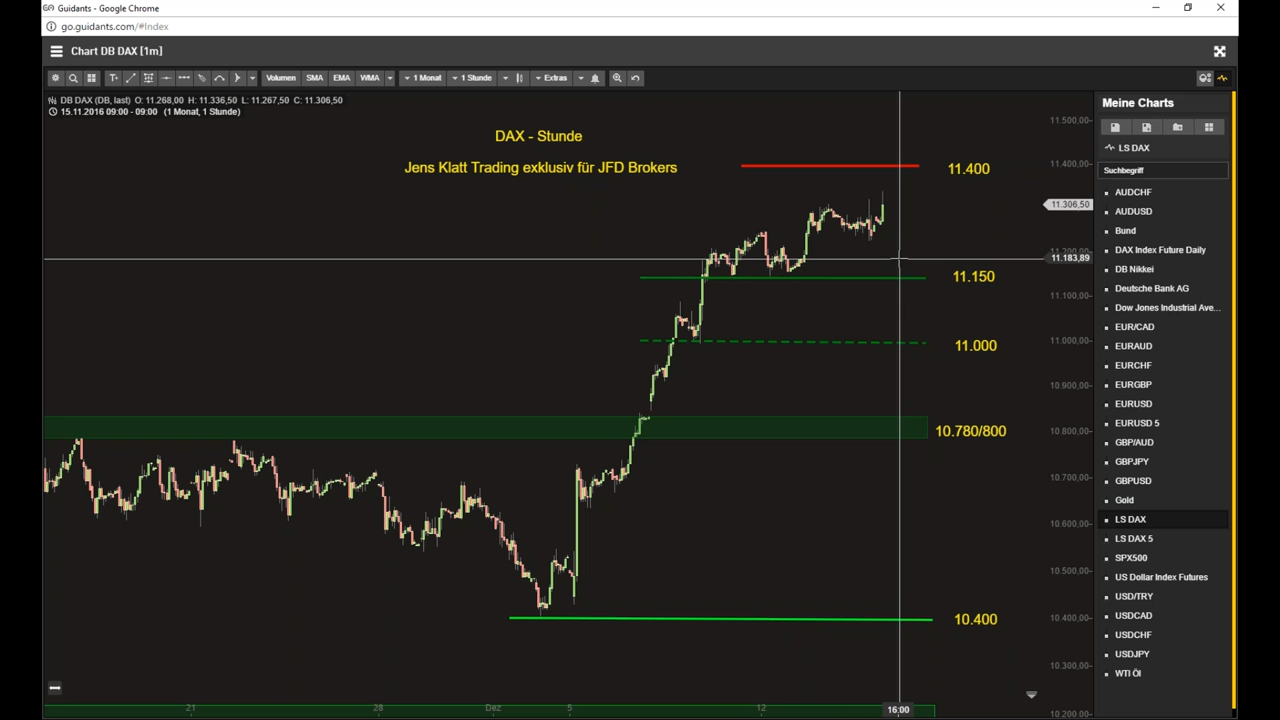 Guidants - Google Chrome
go.guidants.com/#Index
Chart DB DAX [1m]
Volumen SMA EMA WMA 1 Monat 1 Stunde Extras
DB DAX (DB, last) O: 11.268,00 H: 11.336,50 L: 11.267,50 C: 11.306,50
15.11.2016 09:00 - 09:00 (1 Monat, 1 Stunde)
DAX - Stunde
Jens Klatt Trading exklusiv für JFD Brokers
11.400
11.150
11.000
10.780/800
10.400
11.500,00
11.400,00
11.306,50
11.200,00
11.183,89
11.100,00
11.000,00
10.900,00
10.800,00
10.700,00
10.600,00
10.500,00
10.400,00
10.300,00
10.200,00
21 28 Dez 5 12 16:00
Meine Charts
LS DAX
Suchbegriff
AUDCHF
AUDUSD
Bund
DAX Index Future Daily
DB Nikkei
Deutsche Bank AG
Dow Jones Industrial Ave...
EUR/CAD
EURAUD
EURCHF
EURGBP
EURUSD
EURUSD 5
GBP/AUD
GBPJPY
GBPUSD
Gold
LS DAX
LS DAX 5
SPX500
US Dollar Index Futures
USD/TRY
USDCAD
USDCHF
USDJPY
WTI Öl